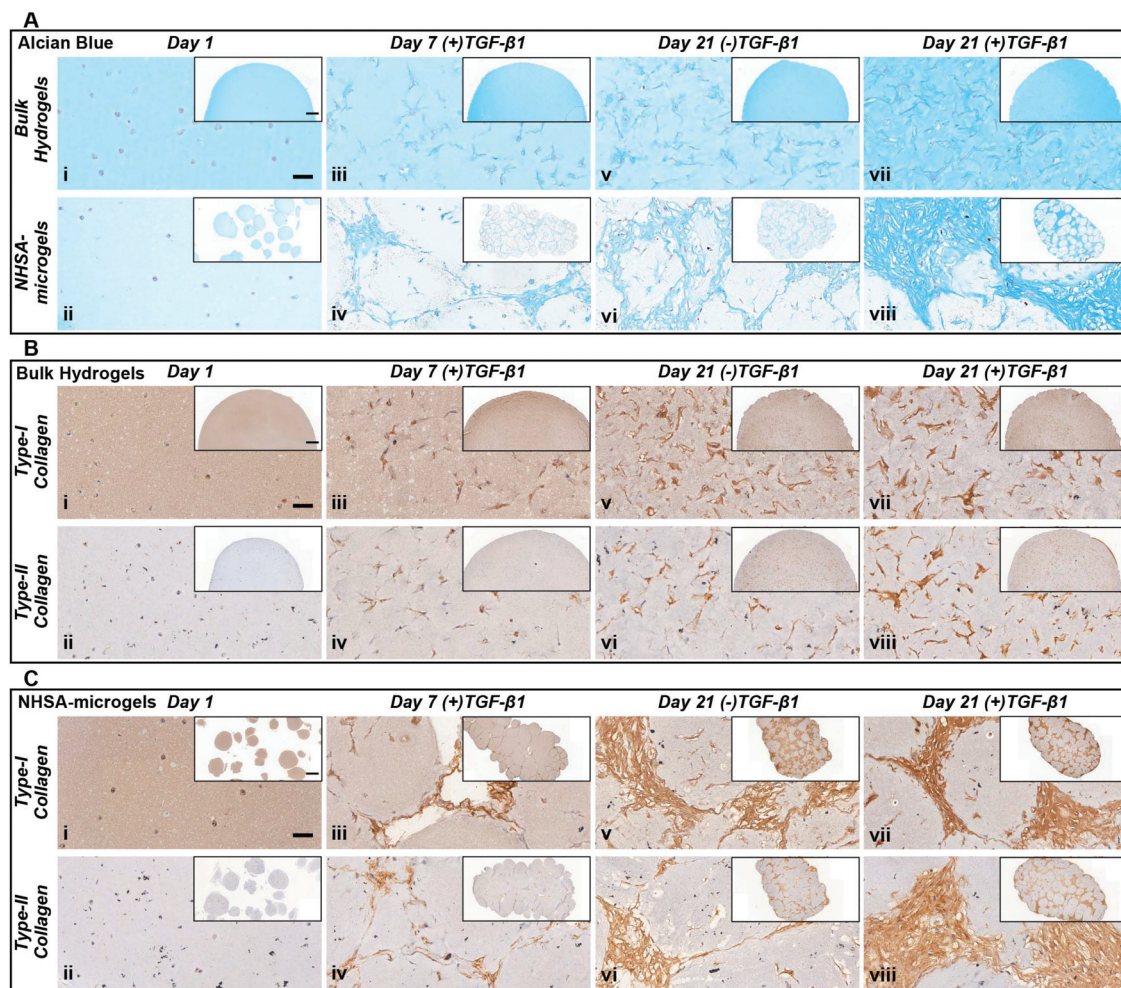 A
Alcian Blue Day 1 Day 7 (+)TGF-β1 Day 21 (-)TGF-β1 Day 21 (+)TGF-β1
Bulk
Hydrogels
i iii v vii
NHSA-
microgels
ii iv vi viii
B
Bulk Hydrogels Day 1 Day 7 (+)TGF-β1 Day 21 (-)TGF-β1 Day 21 (+)TGF-β1
Type-I
Collagen
i iii v vii
Type-II
Collagen
ii iv vi viii
C
NHSA-microgels Day 1 Day 7 (+)TGF-β1 Day 21 (-)TGF-β1 Day 21 (+)TGF-β1
Type-I
Collagen
i iii v vii
Type-II
Collagen
ii iv vi viii